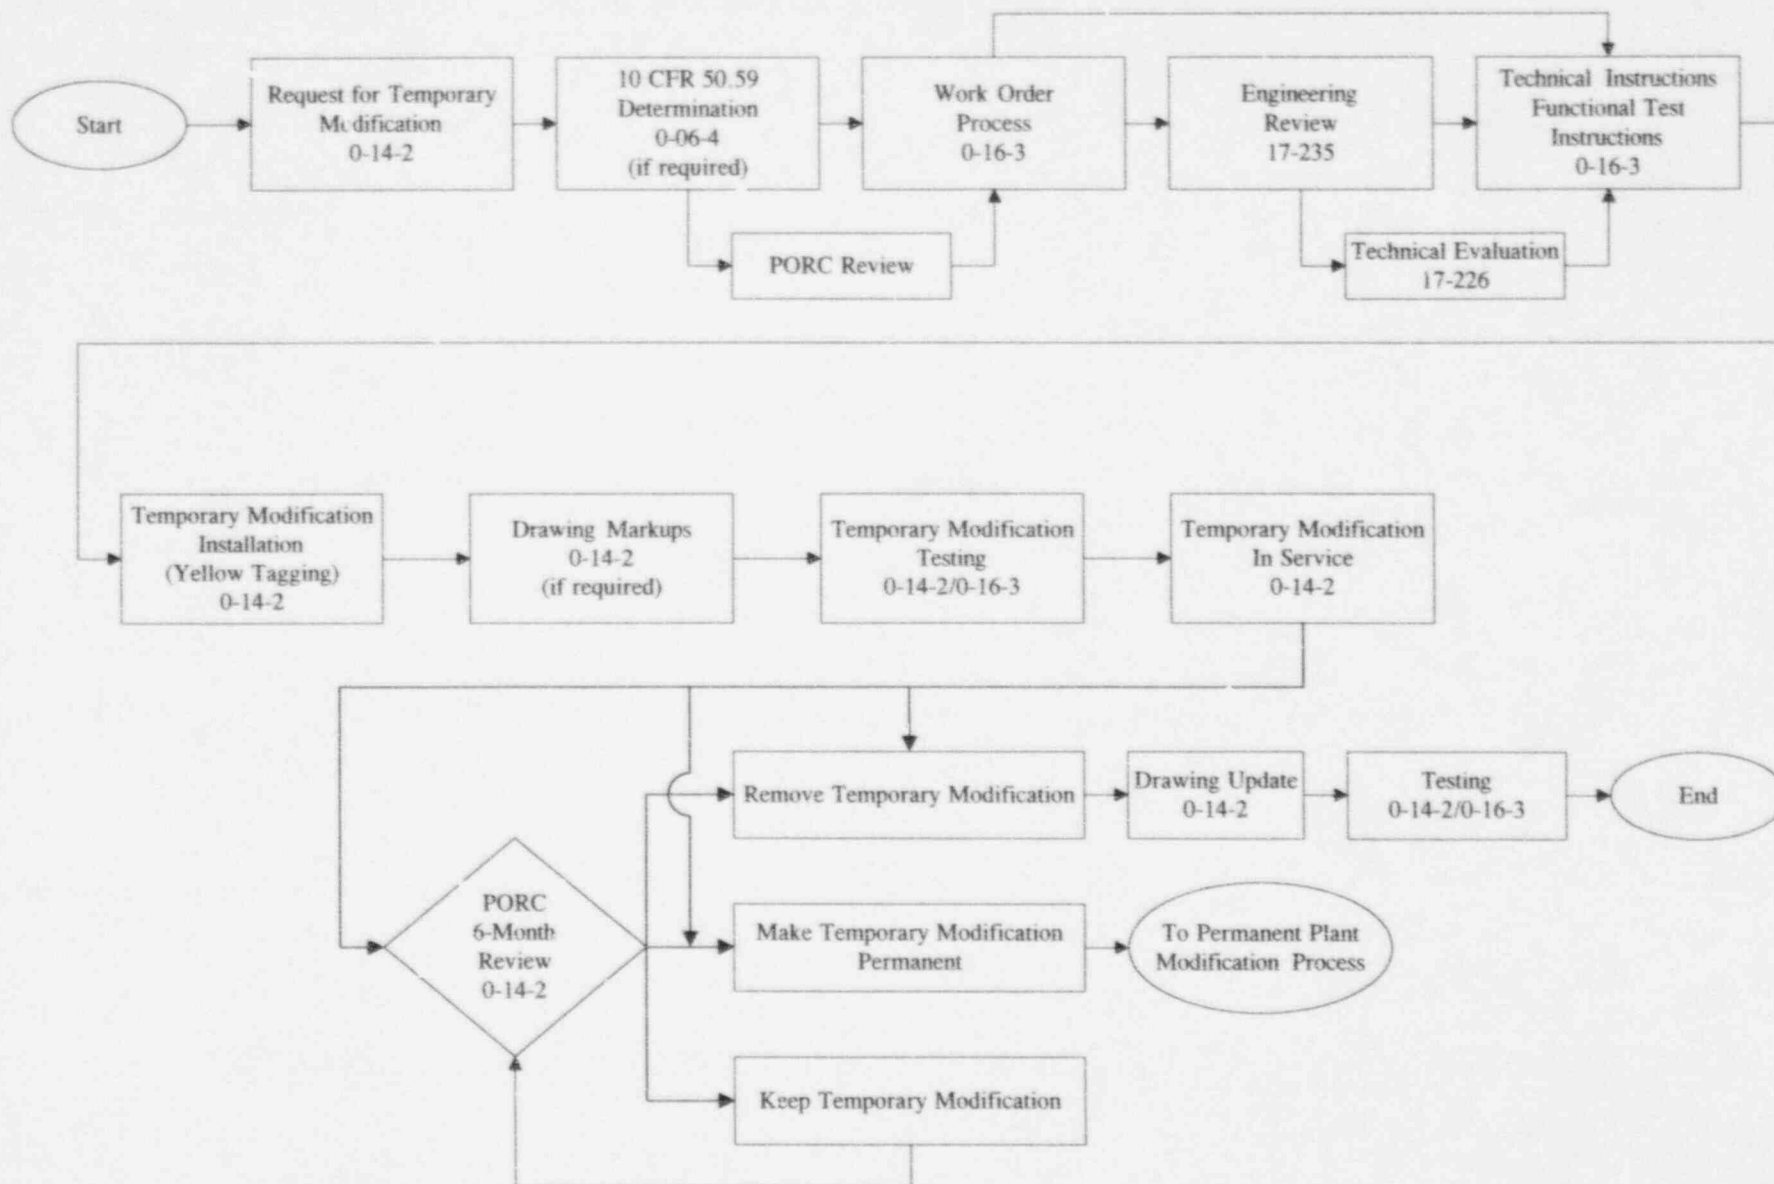 Start
Request for Temporary
Modification
0-14-2
10 CFR 50.59
Determination
0-06-4
(if required)
Work Order
Process
0-16-3
Engineering
Review
17-235
Technical Instructions
Functional Test
Instructions
0-16-3
PORC Review
Technical Evaluation
17-226
Temporary Modification
Installation
(Yellow Tagging)
0-14-2
Drawing Markups
0-14-2
(if required)
Temporary Modification
Testing
0-14-2/0-16-3
Temporary Modification
In Service
0-14-2
Remove Temporary Modification
Drawing Update
0-14-2
Testing
0-14-2/0-16-3
End
PORC
6-Month
Review
0-14-2
Make Temporary Modification
Permanent
To Permanent Plant
Modification Process
Keep Temporary Modification